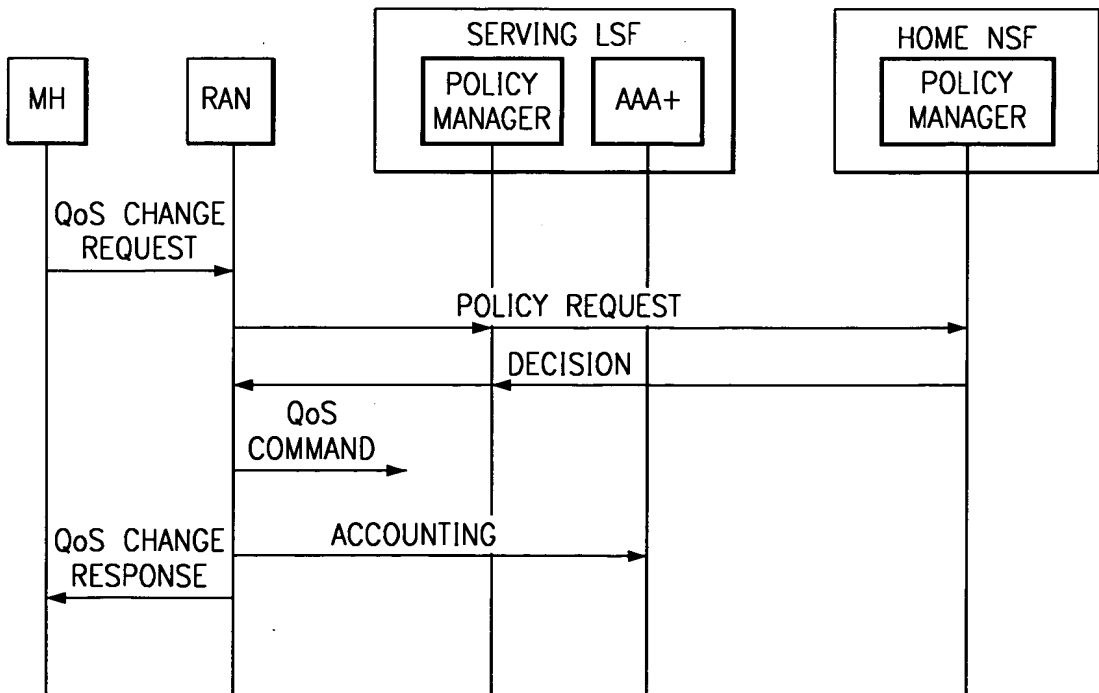 SERVING LSF
HOME NSF
MH
RAN
POLICY
MANAGER
AAA+
POLICY
MANAGER
QoS CHANGE
REQUEST
POLICY REQUEST
DECISION
QoS
COMMAND
QoS CHANGE
RESPONSE
ACCOUNTING